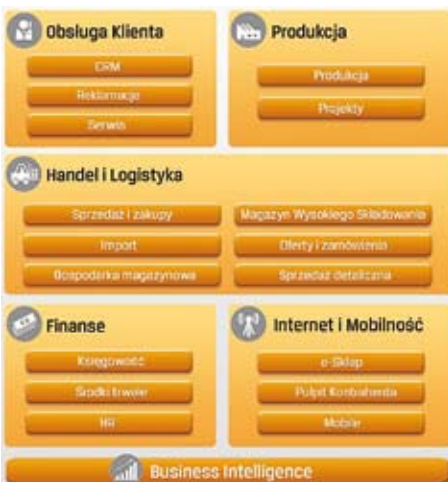 Obsługa Klienta
CRM
Reklamacje
Serwis
Produkcja
Produkcja
Projekty
Handel i Logistyka
Sprzedaż i zakupy
Import
Gospodarka magazynowa
Magazyn Wysokiego Składowania
Oferty i zamówienia
Sprzedaż detaliczna
Finanse
Księgowość
Środki trwałe
HR
Internet i Mobilność
e-Sklep
Pulpit Kontrahenta
Mobile
Business Intelligence